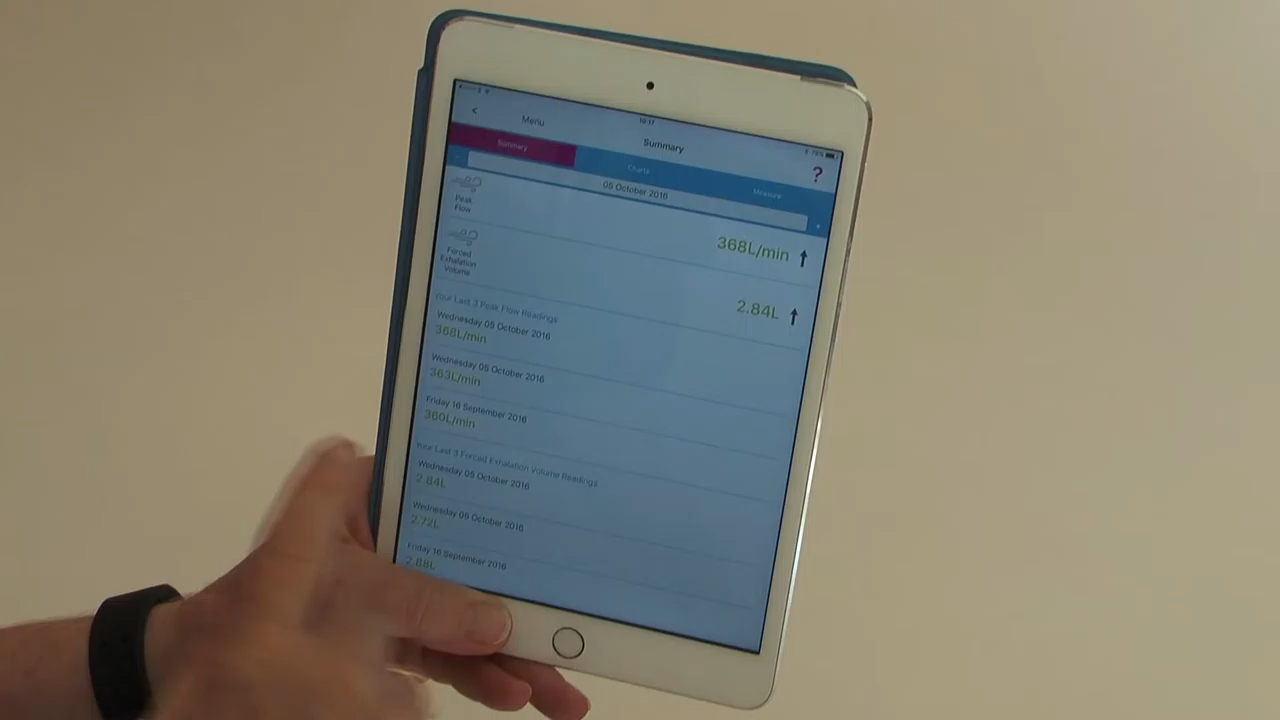 <
Menu
10:17
Summary
?
Summary
Charts
Measure
05 October 2016
Peak
Flow
368L/min
Forced
Exhalation
Volume
2.84L
Your Last 3 Peak Flow Readings
Wednesday 05 October 2016
368L/min
Wednesday 05 October 2016
363L/min
Friday 16 September 2016
360L/min
Your Last 3 Forced Exhalation Volume Readings
Wednesday 05 October 2016
2.84L
Wednesday 05 October 2016
2.72L
Friday 16 September 2016
2.88L